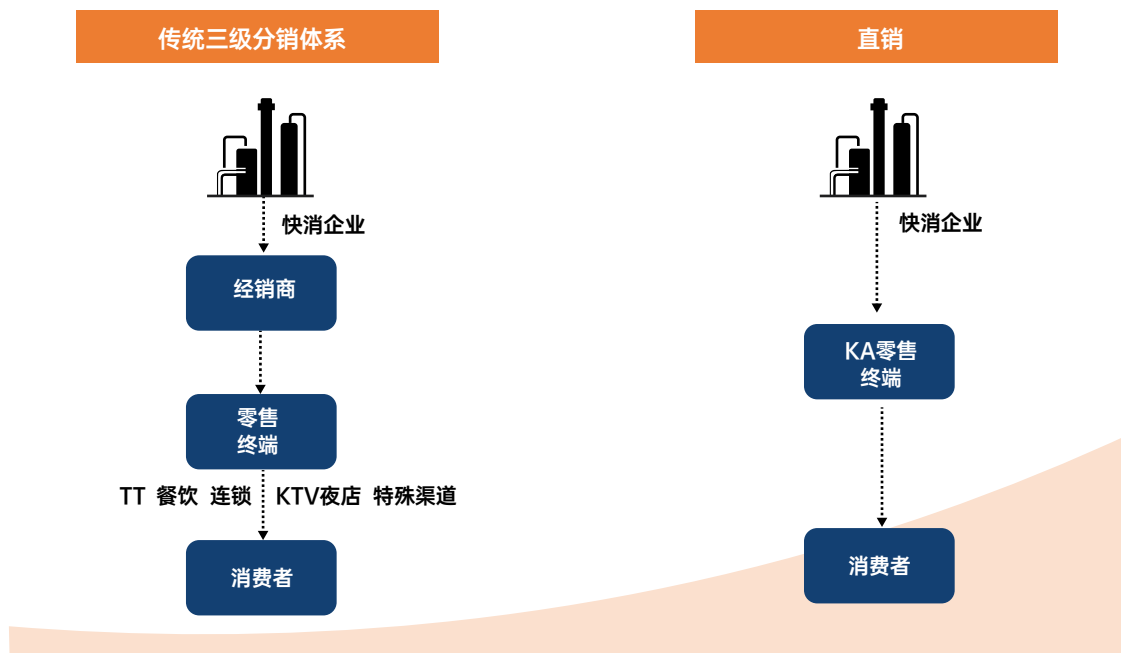 传统三级分销体系
快消企业
经销商
零售
终端
TT 餐饮 连锁 KTV夜店 特殊渠道
消费者
直销
快消企业
KA零售
终端
消费者